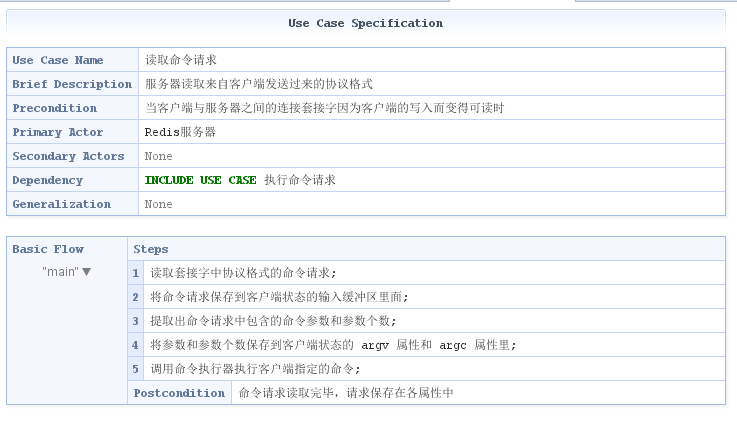 Use Case Specification
Use Case Name 读取命令请求
Brief Description 服务器读取来自客户端发送过来的协议格式
Precondition 当客户端与服务器之间的连接套接字因为客户端的写入而变得可读时
Primary Actor Redis服务器
Secondary Actors None
Dependency INCLUDE USE CASE 执行命令请求
Generalization None
Basic Flow Steps
"main" ▼
1 读取套接字中协议格式的命令请求;
2 将命令请求保存到客户端状态的输入缓冲区里面;
3 提取出命令请求中包含的命令参数和参数个数;
4 将参数和参数个数保存到客户端状态的 argv 属性和 argc 属性里;
5 调用命令执行器执行客户端指定的命令;
Postcondition 命令请求读取完毕，请求保存在各属性中